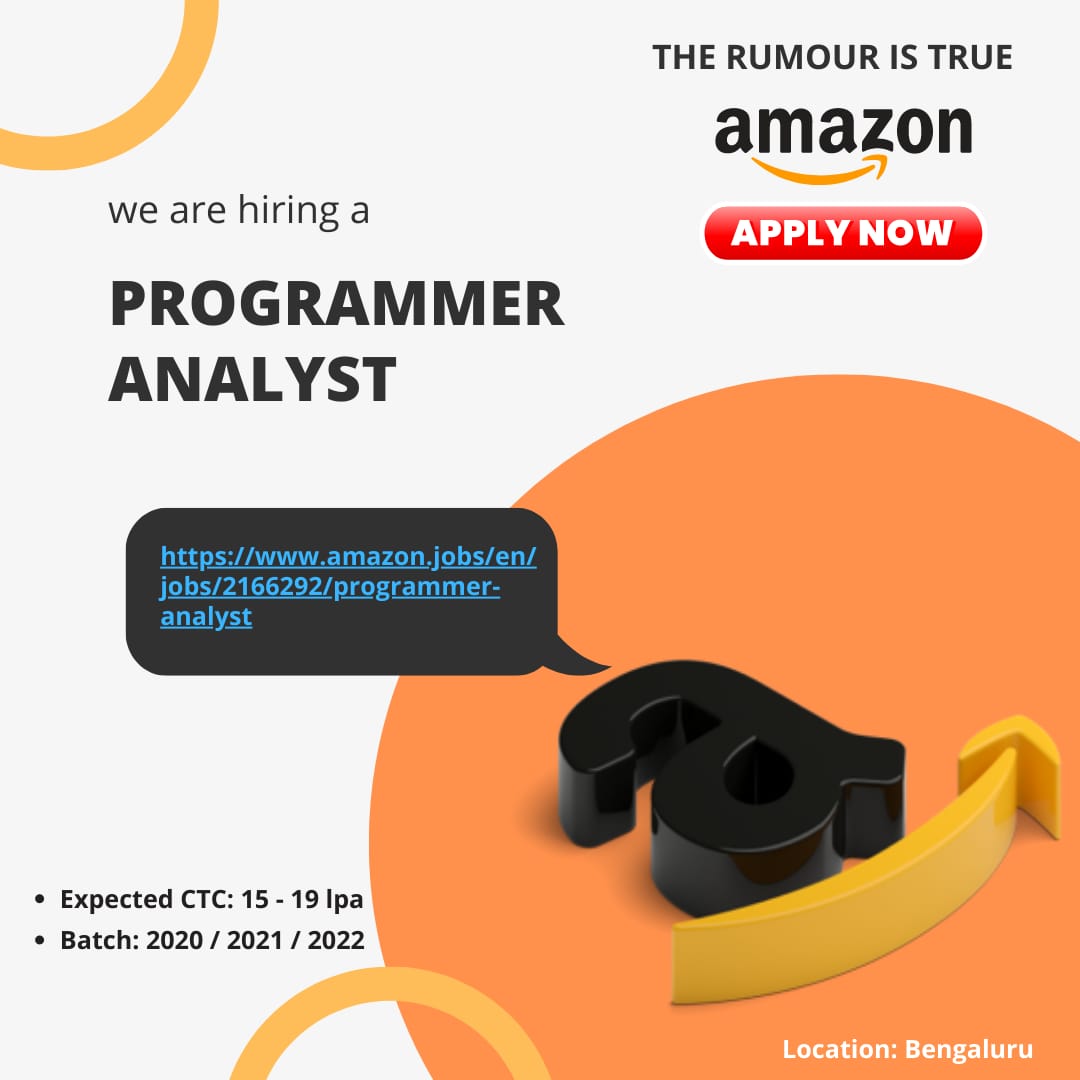 THE RUMOUR IS TRUE
amazon
APPLY NOW
we are hiring a
PROGRAMMER
ANALYST
https://www.amazon.jobs/en/
jobs/2166292/programmer-
analyst
a
• Expected CTC: 15 - 19 lpa
• Batch: 2020 / 2021 / 2022
Location: Bengaluru